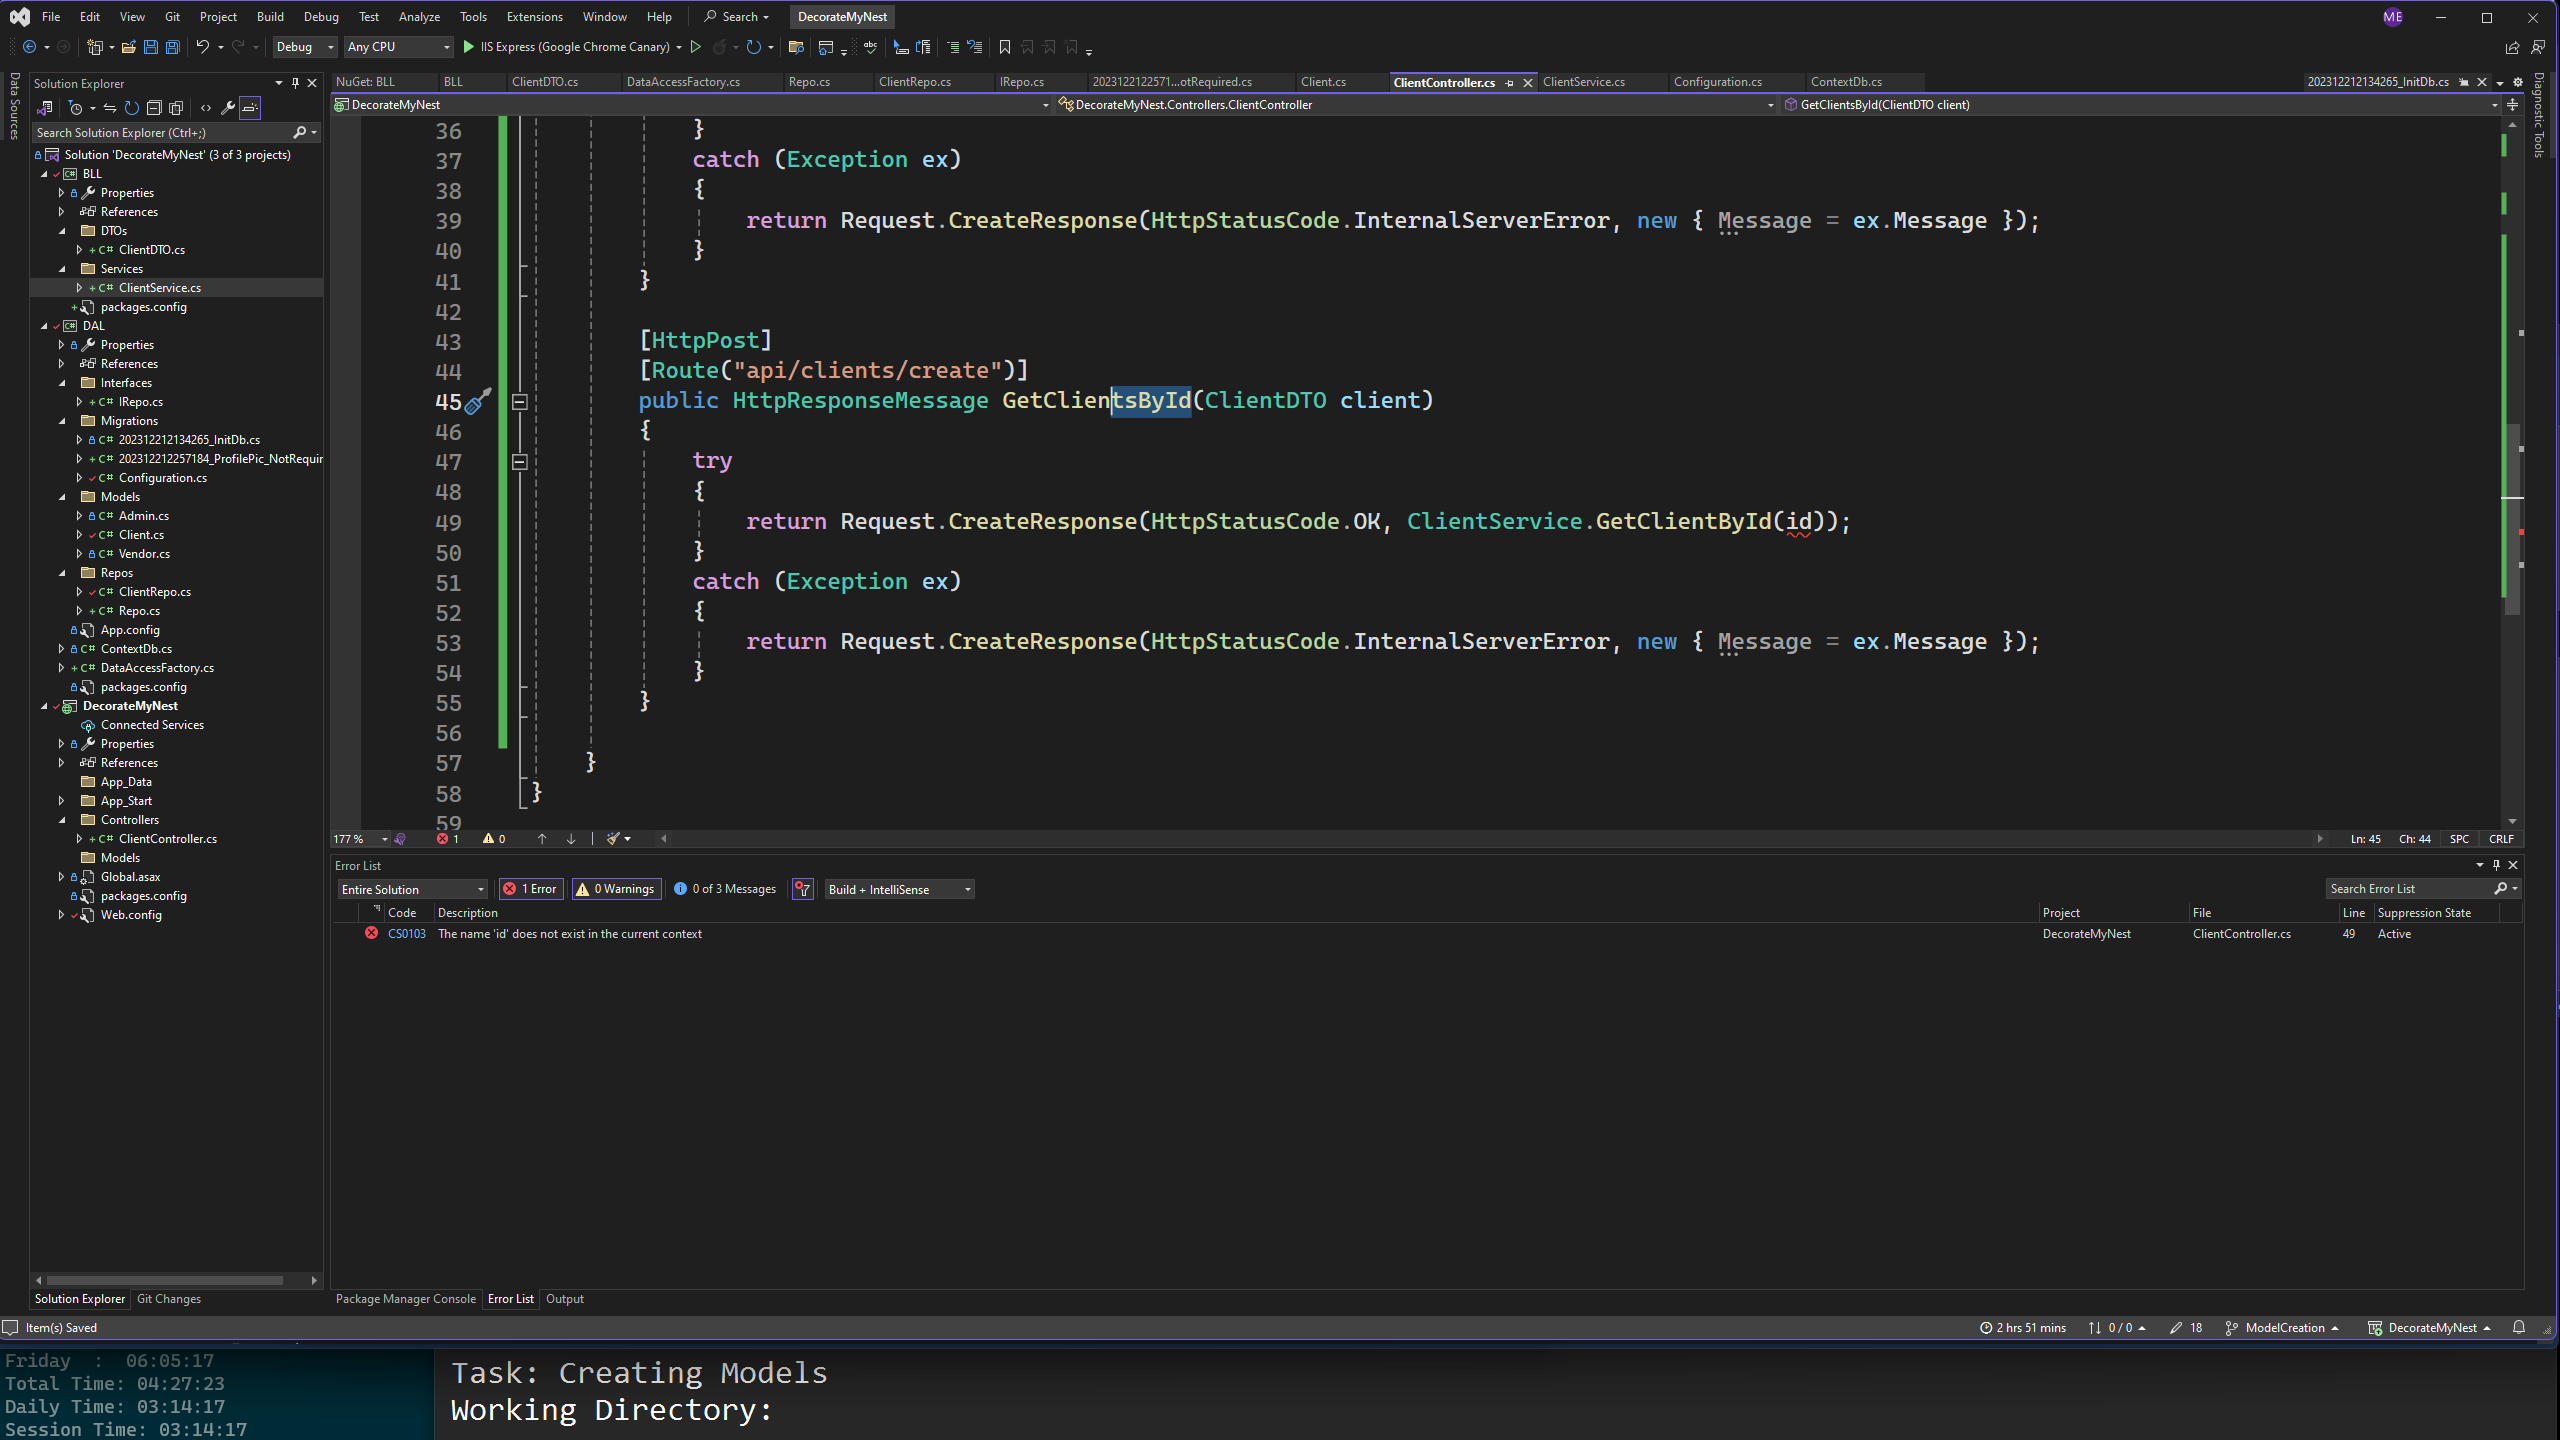 File Edit View Git Project Build Debug Test Analyze Tools Extensions Window Help Search DecorateMyNest ME
Debug Any CPU IIS Express (Google Chrome Canary)
Data Sources
Solution Explorer
Search Solution Explorer (Ctrl+;)
Solution 'DecorateMyNest' (3 of 3 projects)
BLL
Properties
References
DTOs
C# ClientDTO.cs
Services
C# ClientService.cs
packages.config
DAL
Properties
References
Interfaces
C# IRepo.cs
Migrations
C# 202312212134265_InitDb.cs
C# 202312212257184_ProfilePic_NotRequir
C# Configuration.cs
Models
C# Admin.cs
C# Client.cs
C# Vendor.cs
Repos
C# ClientRepo.cs
C# Repo.cs
App.config
C# ContextDb.cs
C# DataAccessFactory.cs
packages.config
DecorateMyNest
Connected Services
Properties
References
App_Data
App_Start
Controllers
C# ClientController.cs
Models
Global.asax
packages.config
Web.config
Solution Explorer Git Changes
NuGet: BLL BLL ClientDTO.cs DataAccessFactory.cs Repo.cs ClientRepo.cs IRepo.cs 2023122122571...otRequired.cs Client.cs ClientController.cs ClientService.cs Configuration.cs ContextDb.cs 202312212134265_InitDb.cs
DecorateMyNest DecorateMyNest.Controllers.ClientController GetClientsById(ClientDTO client)
Diagnostic Tools
36 }
37 catch (Exception ex)
38 {
39 return Request.CreateResponse(HttpStatusCode.InternalServerError, new { Message = ex.Message });
40 }
41 }
42
43 [HttpPost]
44 [Route("api/clients/create")]
45 public HttpResponseMessage GetClientsById(ClientDTO client)
46 {
47 try
48 {
49 return Request.CreateResponse(HttpStatusCode.OK, ClientService.GetClientById(id));
50 }
51 catch (Exception ex)
52 {
53 return Request.CreateResponse(HttpStatusCode.InternalServerError, new { Message = ex.Message });
54 }
55 }
56
57 }
58 }
59
177 % 1 0 Ln: 45 Ch: 44 SPC CRLF
Error List
Entire Solution 1 Error 0 Warnings 0 of 3 Messages Build + IntelliSense Search Error List
Code Description Project File Line Suppression State
CS0103 The name 'id' does not exist in the current context DecorateMyNest ClientController.cs 49 Active
Package Manager Console Error List Output
Item(s) Saved 2 hrs 51 mins 0 / 0 18 ModelCreation DecorateMyNest
Friday : 06:05:17
Total Time: 04:27:23
Daily Time: 03:14:17
Session Time: 03:14:17
Task: Creating Models
Working Directory: